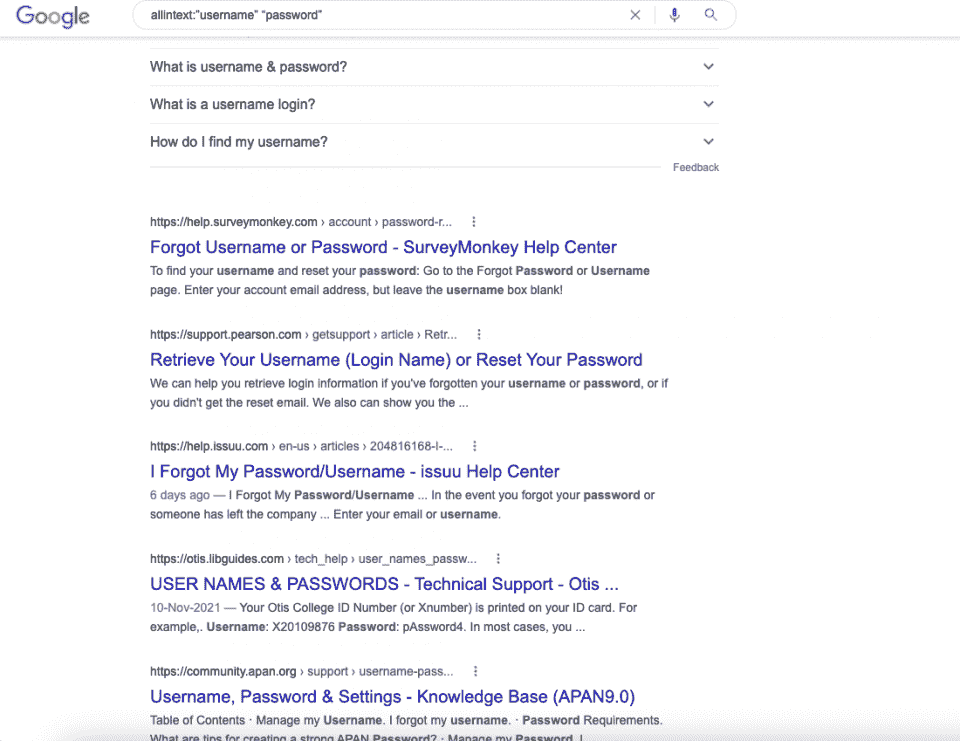 Google
allintext:"username" "password"
What is username & password?
What is a username login?
How do I find my username?
Feedback
https://help.surveymonkey.com › account › password-r...
Forgot Username or Password - SurveyMonkey Help Center
To find your username and reset your password: Go to the Forgot Password or Username
page. Enter your account email address, but leave the username box blank!
https://support.pearson.com › getsupport › article › Retr...
Retrieve Your Username (Login Name) or Reset Your Password
We can help you retrieve login information if you've forgotten your username or password, or if
you didn't get the reset email. We also can show you the ...
https://help.issuu.com › en-us › articles › 204816168-I-...
I Forgot My Password/Username - issuu Help Center
6 days ago — I Forgot My Password/Username ... In the event you forgot your password or
someone has left the company ... Enter your email or username.
https://otis.libguides.com › tech_help › user_names_passw...
USER NAMES & PASSWORDS - Technical Support - Otis ...
10-Nov-2021 — Your Otis College ID Number (or Xnumber) is printed on your ID card. For
example,. Username: X20109876 Password: pAssword4. In most cases, you ...
https://community.apan.org › support › username-pass...
Username, Password & Settings - Knowledge Base (APAN9.0)
Table of Contents · Manage my Username. I forgot my username. · Password Requirements.
What are tips for creating a strong APAN Password? · Manage my Password. I